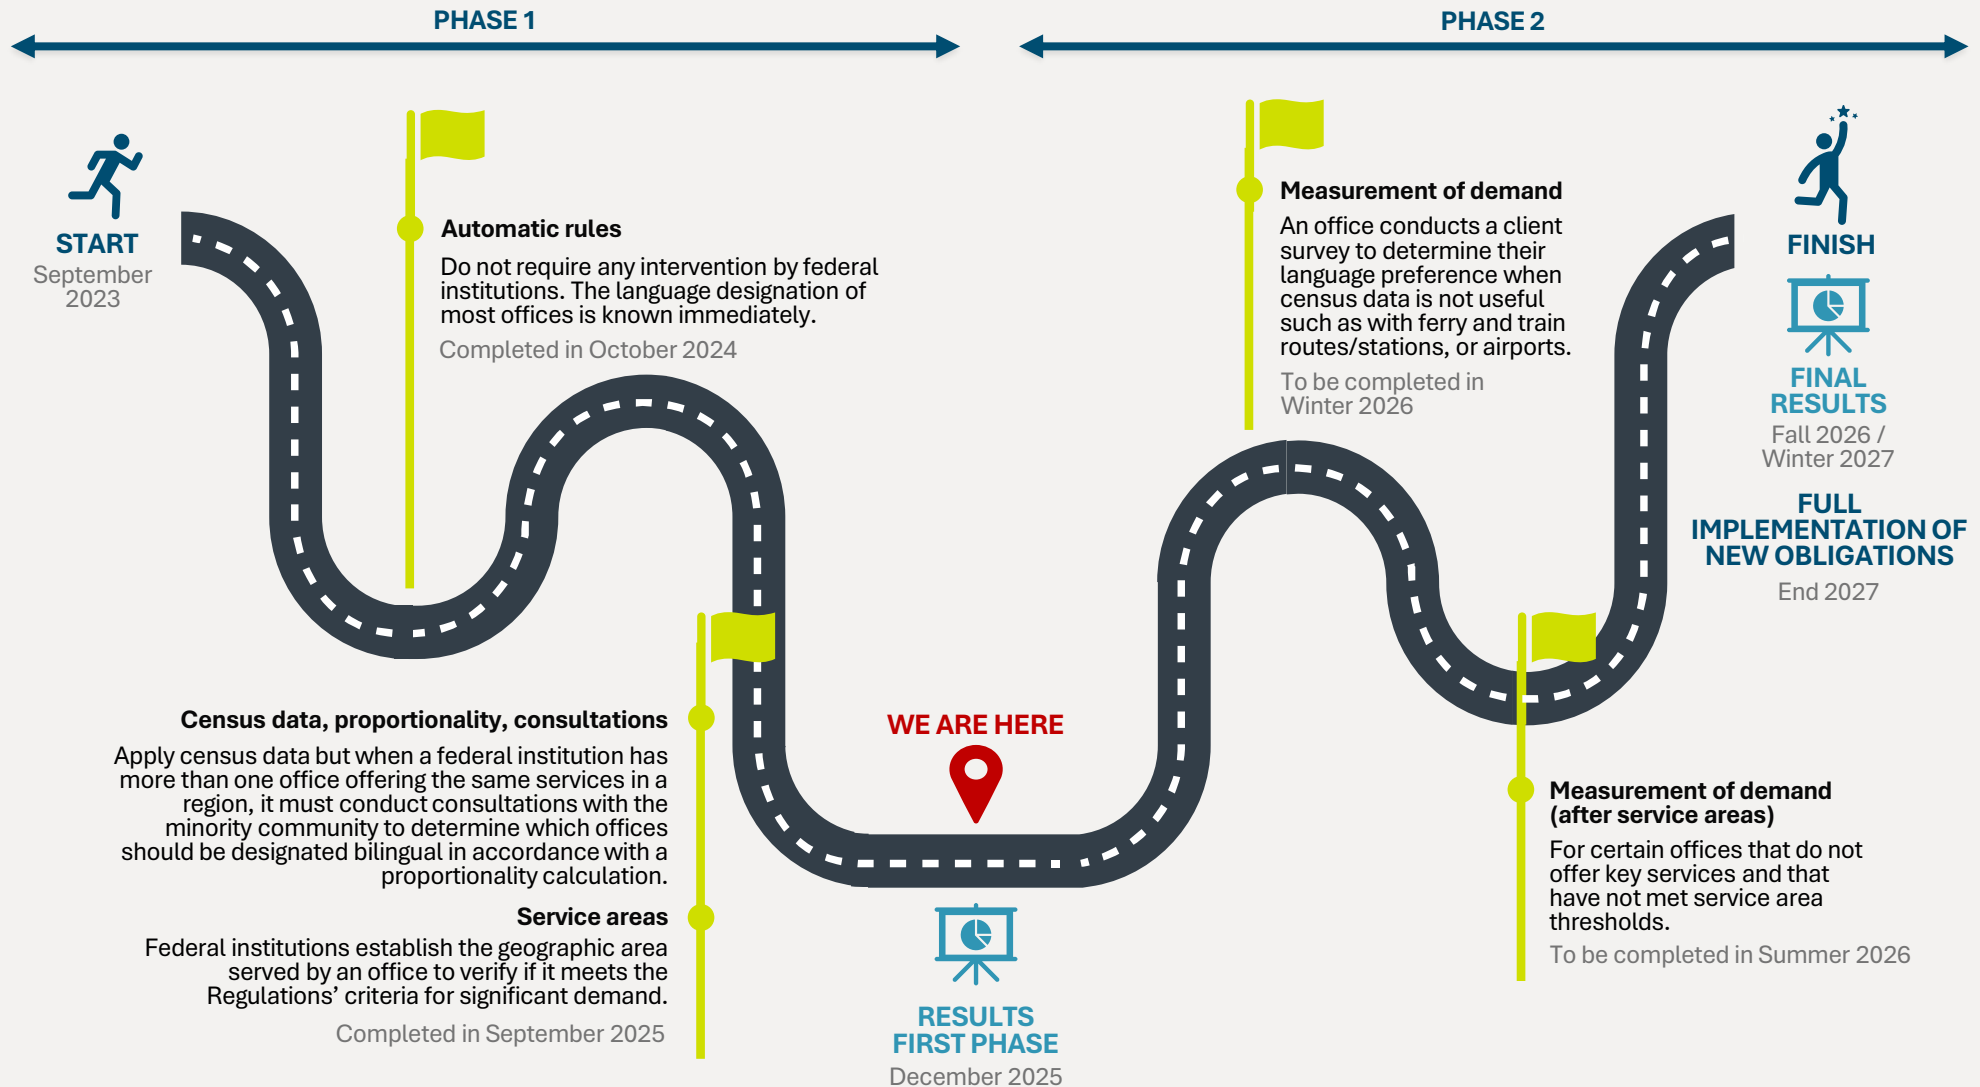 PHASE 1
PHASE 2
START
September
2023
Automatic rules
Do not require any intervention by federal
institutions. The language designation of
most offices is known immediately.
Completed in October 2024
Census data, proportionality, consultations
Apply census data but when a federal institution has
more than one office offering the same services in a
region, it must conduct consultations with the
minority community to determine which offices
should be designated bilingual in accordance with a
proportionality calculation.
Service areas
Federal institutions establish the geographic area
served by an office to verify if it meets the
Regulations’ criteria for significant demand.
Completed in September 2025
WE ARE HERE
RESULTS
FIRST PHASE
December 2025
Measurement of demand
An office conducts a client
survey to determine their
language preference when
census data is not useful
such as with ferry and train
routes/stations, or airports.
To be completed in
Winter 2026
Measurement of demand
(after service areas)
For certain offices that do not
offer key services and that
have not met service area
thresholds.
To be completed in Summer 2026
FINISH
FINAL
RESULTS
Fall 2026 /
Winter 2027
FULL
IMPLEMENTATION OF
NEW OBLIGATIONS
End 2027